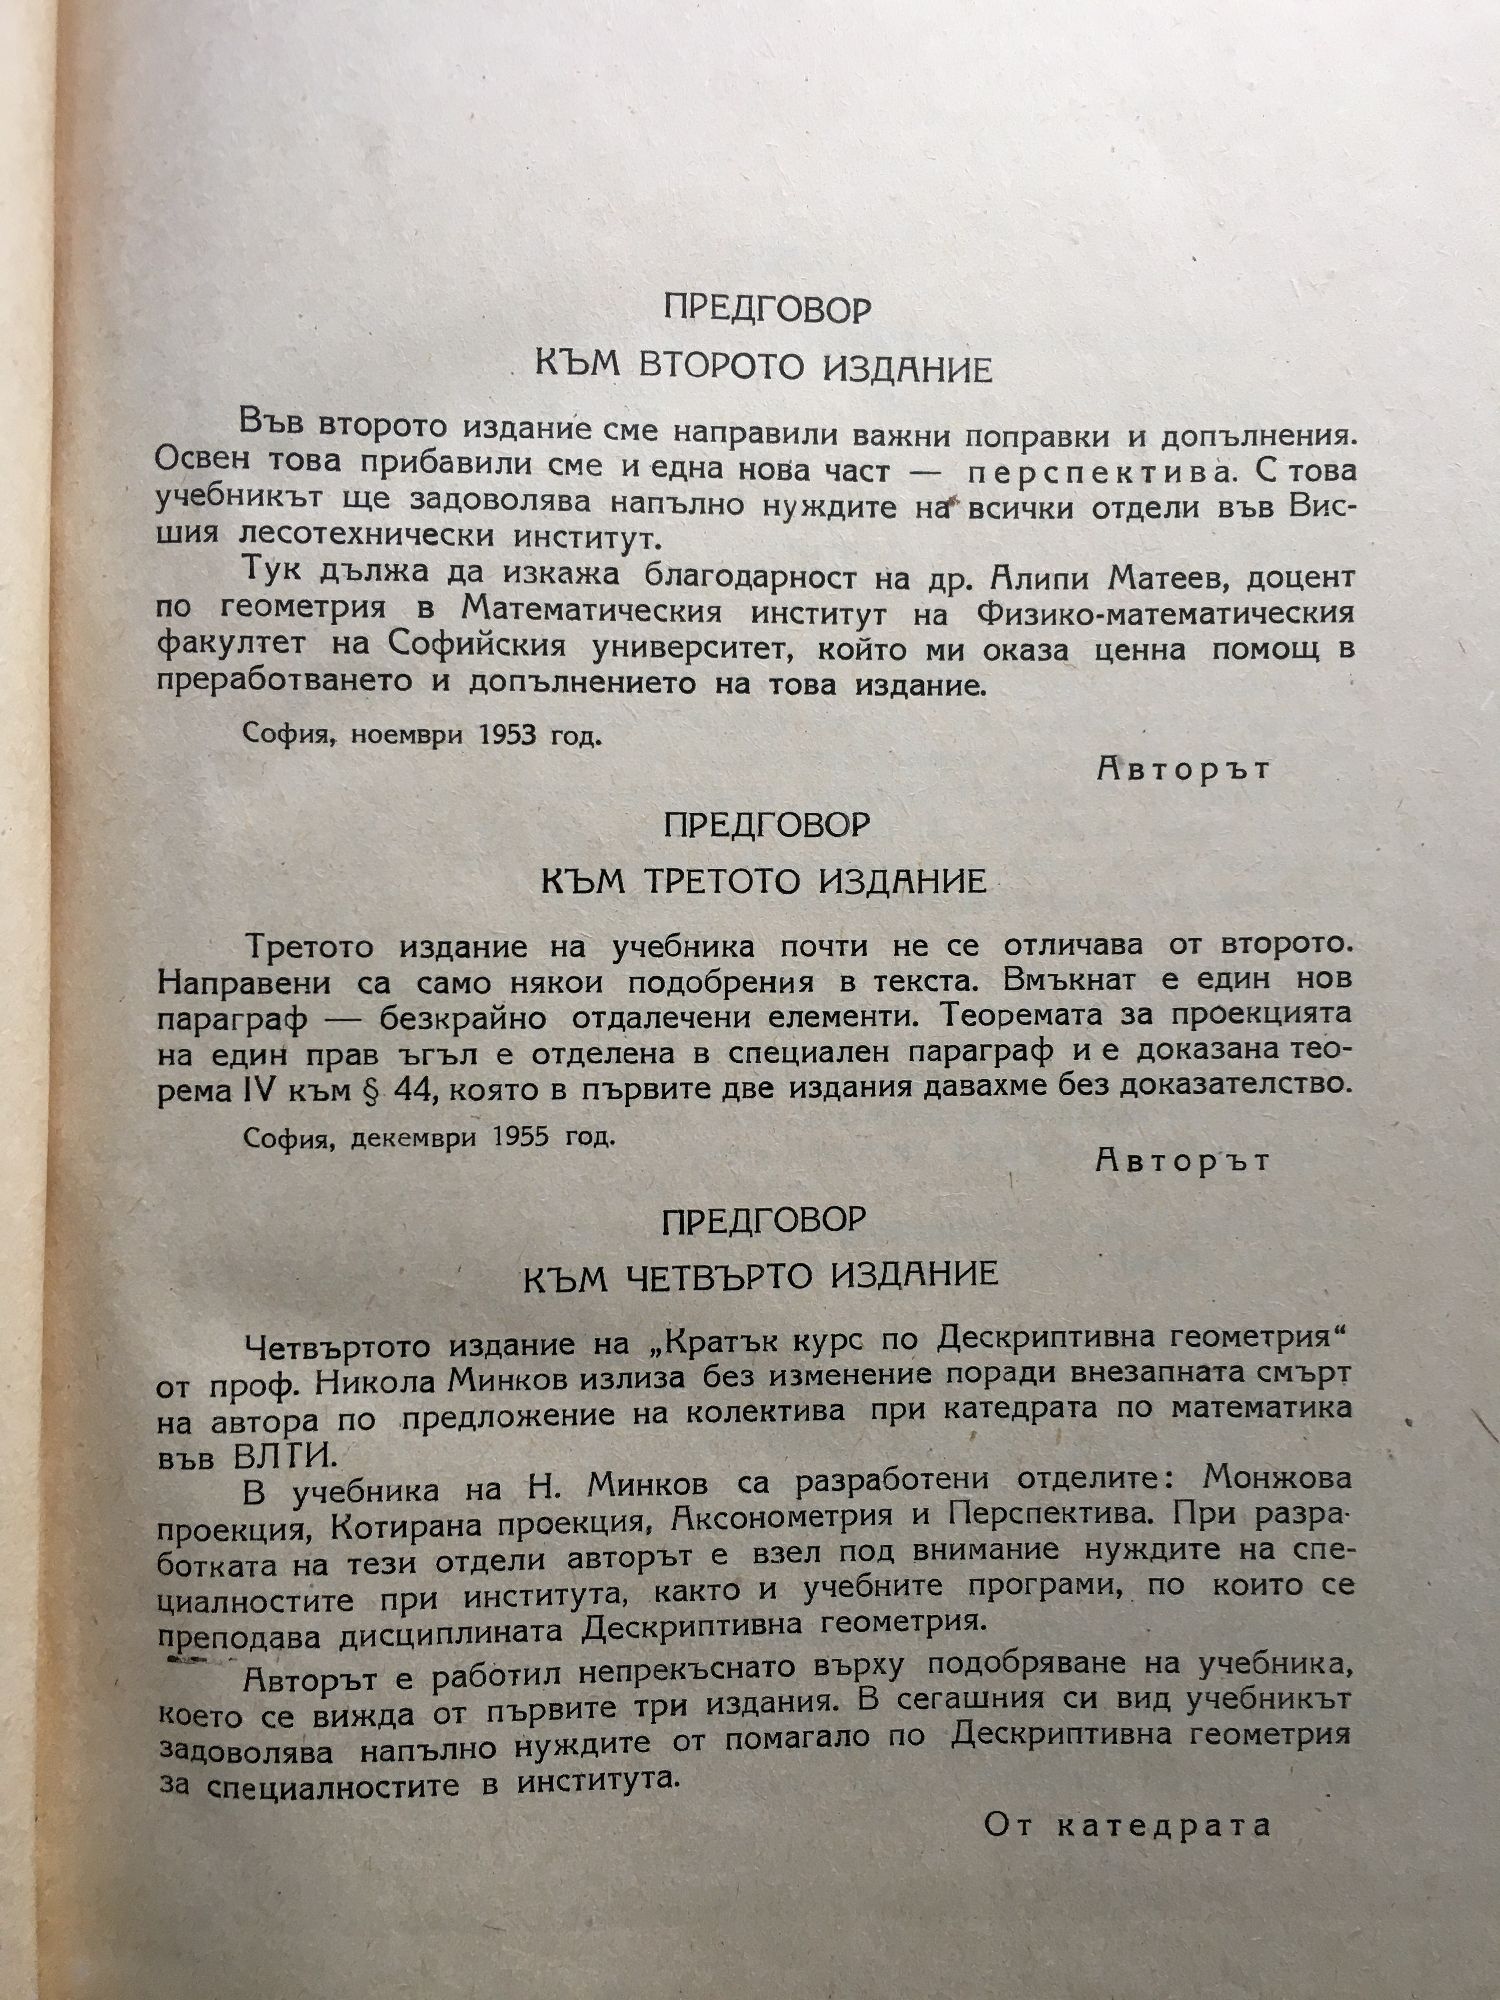 ПРЕДГОВОР
КЪМ ВТОРОТО ИЗДАНИЕ
Във второто издание сме направили важни поправки и допълнения.
Освен това прибавили сме и една нова част — перспектива. С това
учебникът ще задоволява напълно нуждите на всички отдели във Вис-
шия лесотехнически институт.
Тук дължа да изкажа благодарност на др. Алипи Матеев, доцент
по геометрия в Математическия институт на Физико-математическия
факултет на Софийския университет, който ми оказа ценна помощ в
преработването и допълнението на това издание.
София, ноември 1953 год.
Авторът
ПРЕДГОВОР
КЪМ ТРЕТОТО ИЗДАНИЕ
Третото издание на учебника почти не се отличава от второто.
Направени са само някои подобрения в текста. Вмъкнат е един нов
параграф — безкрайно отдалечени елементи. Теоремата за проекцията
на един прав ъгъл е отделена в специален параграф и е доказана тео-
рема IV към § 44, която в първите две издания давахме без доказателство.
София, декември 1955 год.
Авторът
ПРЕДГОВОР
КЪМ ЧЕТВЪРТО ИЗДАНИЕ
Четвъртото издание на „Кратък курс по Дескриптивна геометрия“
от проф. Никола Минков излиза без изменение поради внезапната смърт
на автора по предложение на колектива при катедрата по математика
във ВЛТИ.
В учебника на Н. Минков са разработени отделите: Монжова
проекция, Котирана проекция, Аксонометрия и Перспектива. При разра-
ботката на тези отдели авторът е взел под внимание нуждите на спе-
циалностите при института, както и учебните програми, по които се
преподава дисциплината Дескриптивна геометрия.
Авторът е работил непрекъснато върху подобряване на учебника,
което се вижда от първите три издания. В сегашния си вид учебникът
задоволява напълно нуждите от помагало по Дескриптивна геометрия
за специалностите в института.
От катедрата